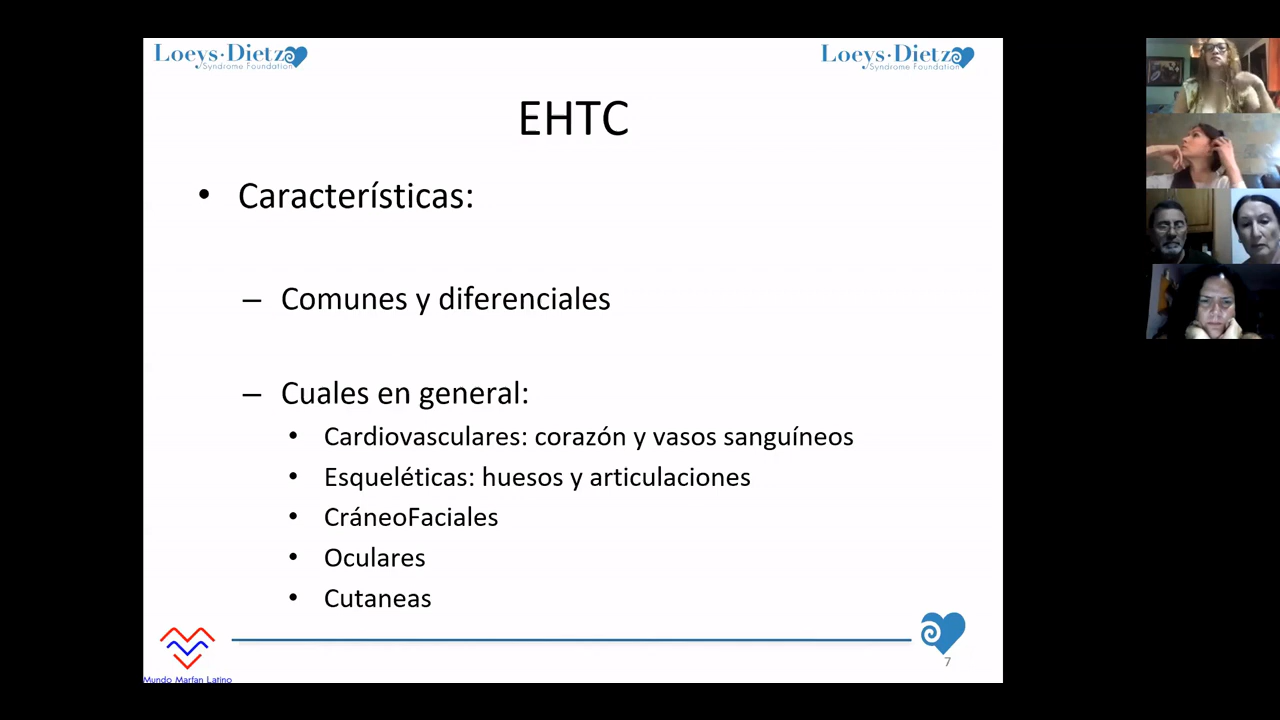 Loeys·Dietz
Syndrome Foundation
Loeys·Dietz
Syndrome Foundation
EHTC
• Características:
– Comunes y diferenciales
– Cuales en general:
• Cardiovasculares: corazón y vasos sanguíneos
• Esqueléticas: huesos y articulaciones
• CráneoFaciales
• Oculares
• Cutaneas
7
Mundo Marfan Latino